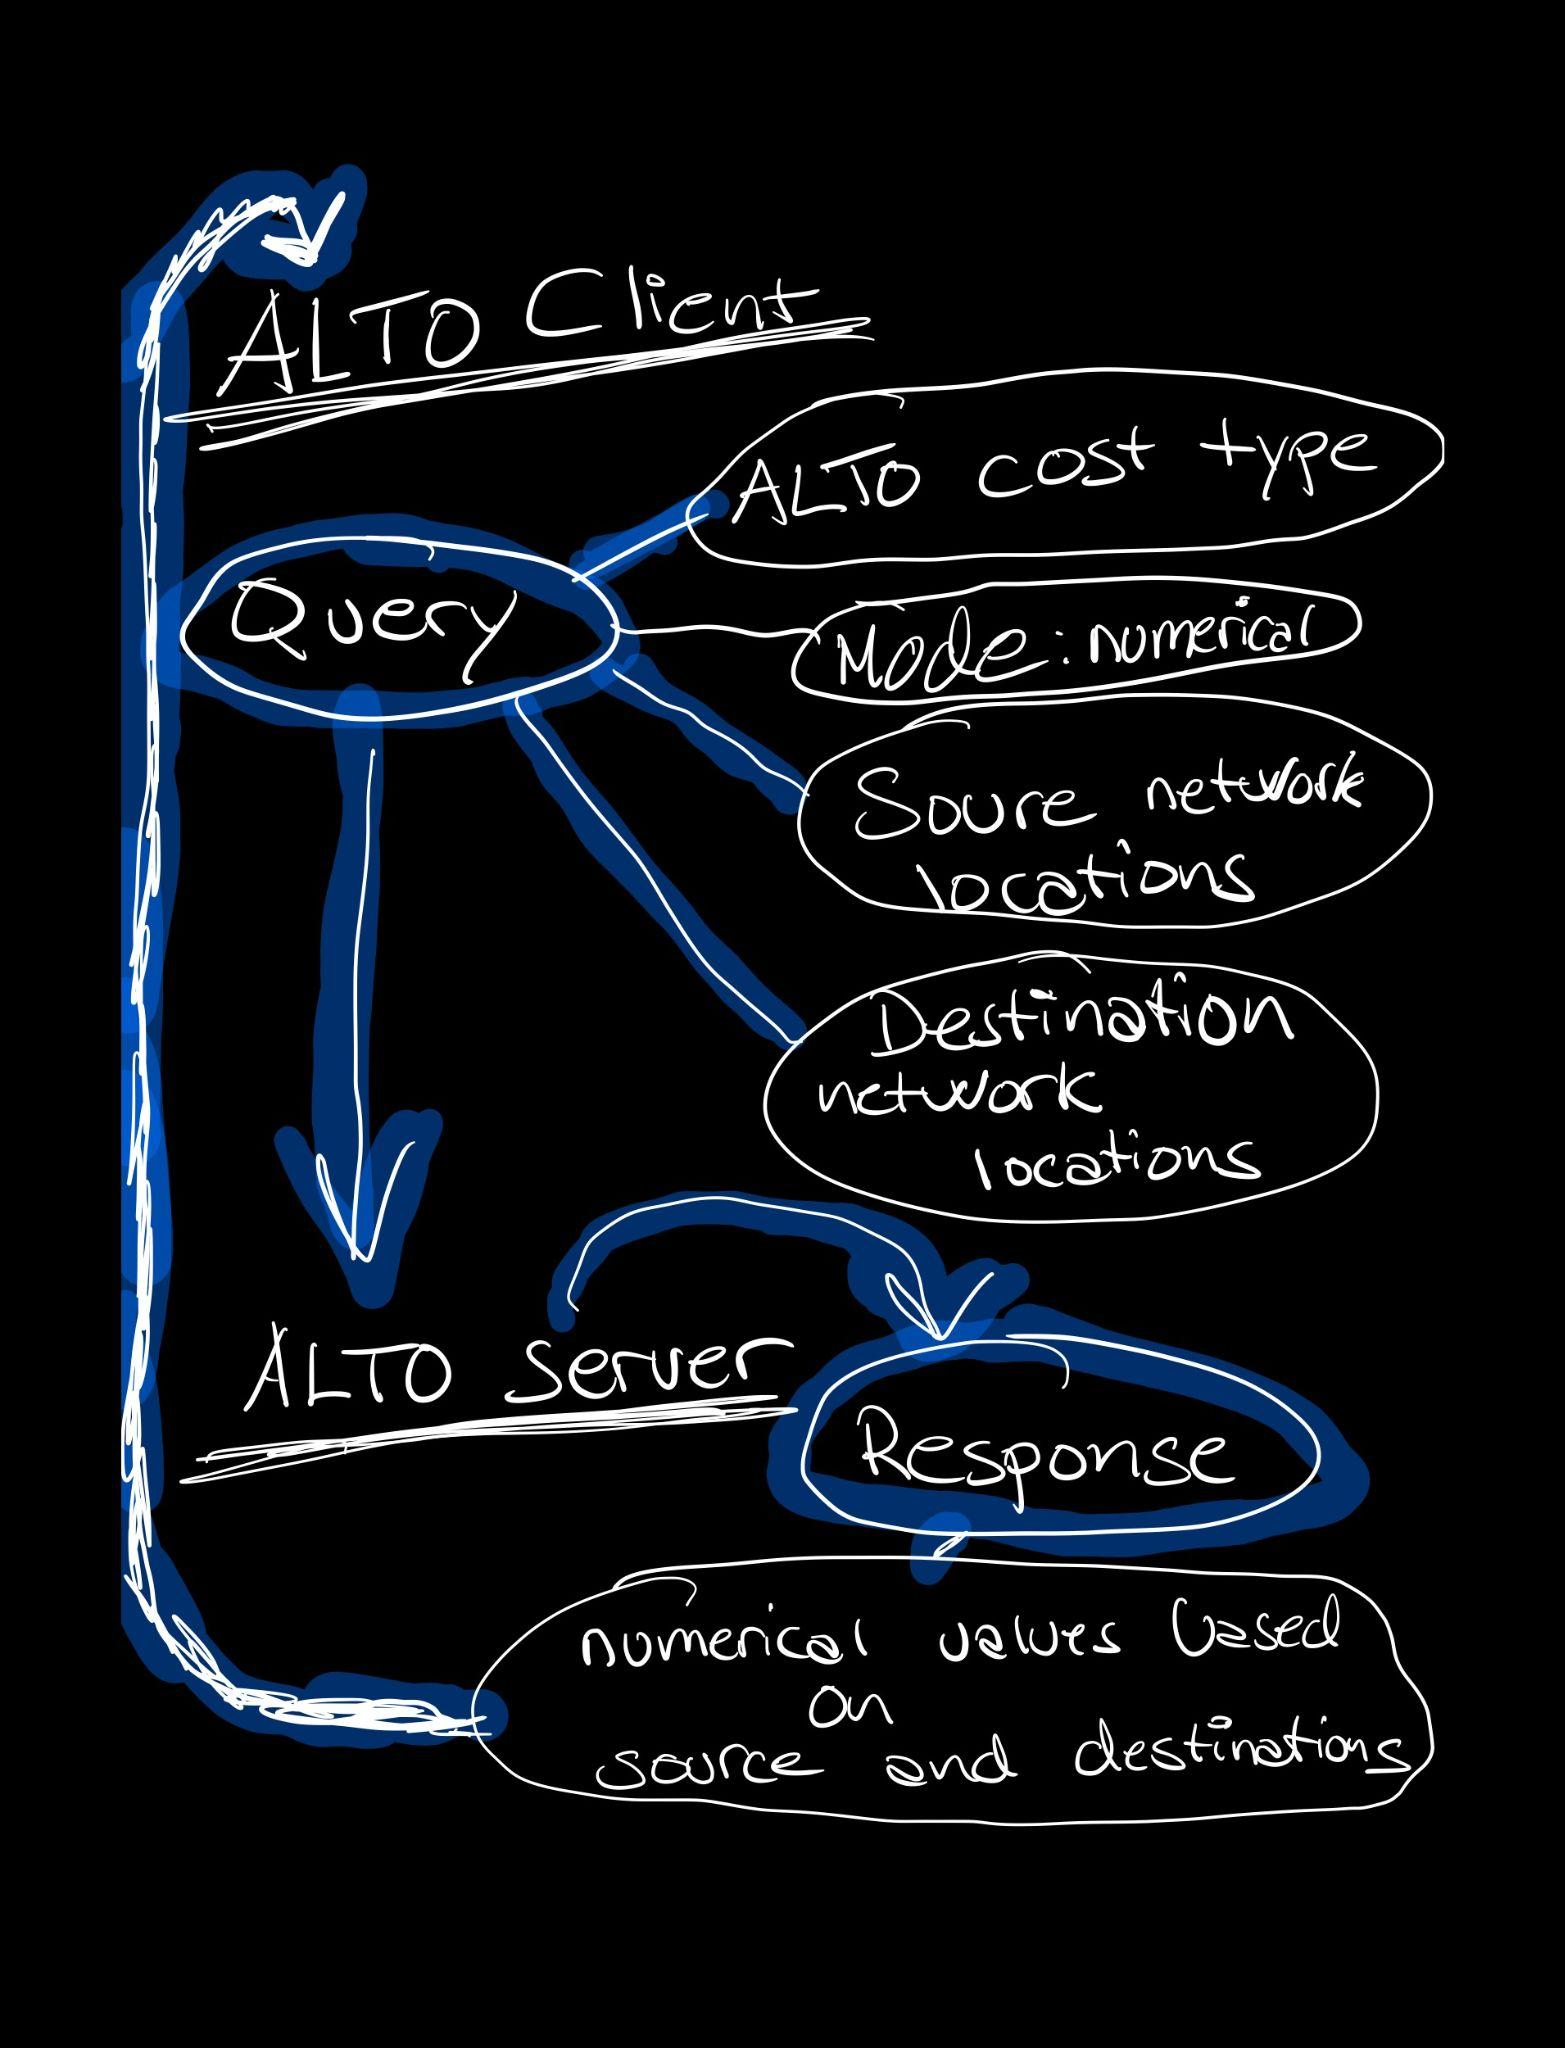 ALTO Client
ALTO cost type
Query
Mode: numerical
Soure network
locations
Destination
network
locations
ALTO server
Response
numerical values based
on
source and destinations